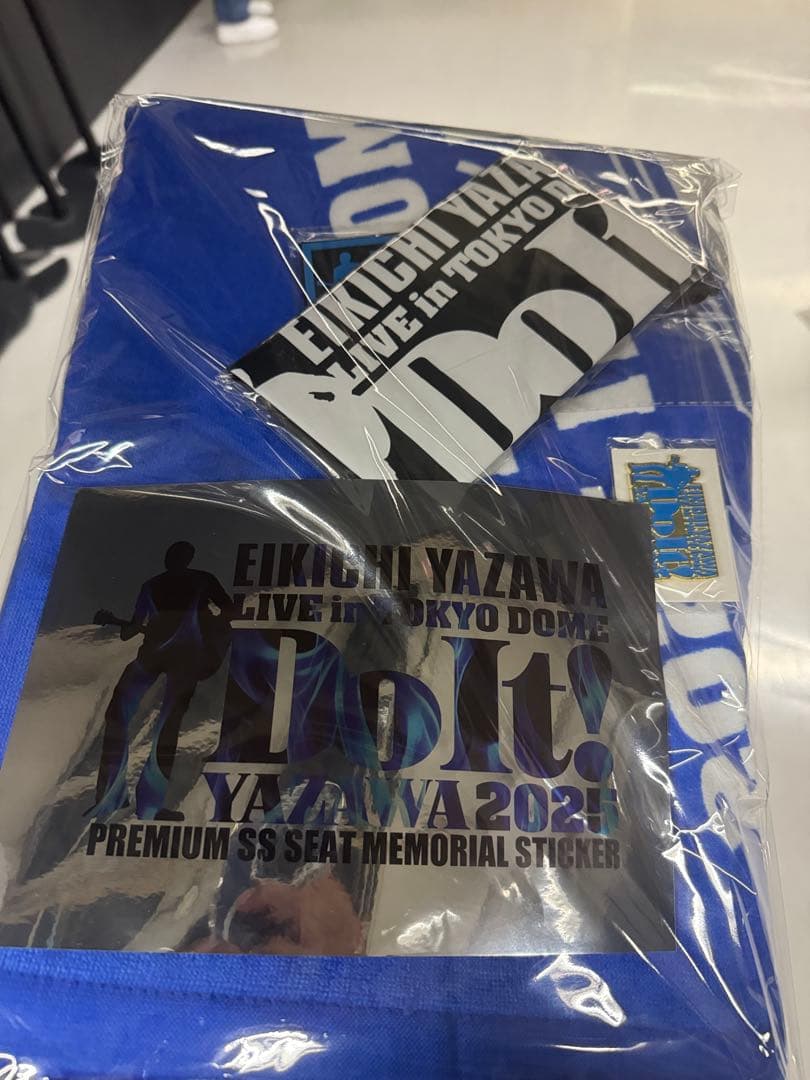 EIKICHI YAZA
LIVE in TOKYO D
Do It
EIKICHI YAZAWA
LIVE in TOKYO DOME
Do It!
YAZAWA 2025
PREMIUM SS SEAT MEMORIAL STICKER